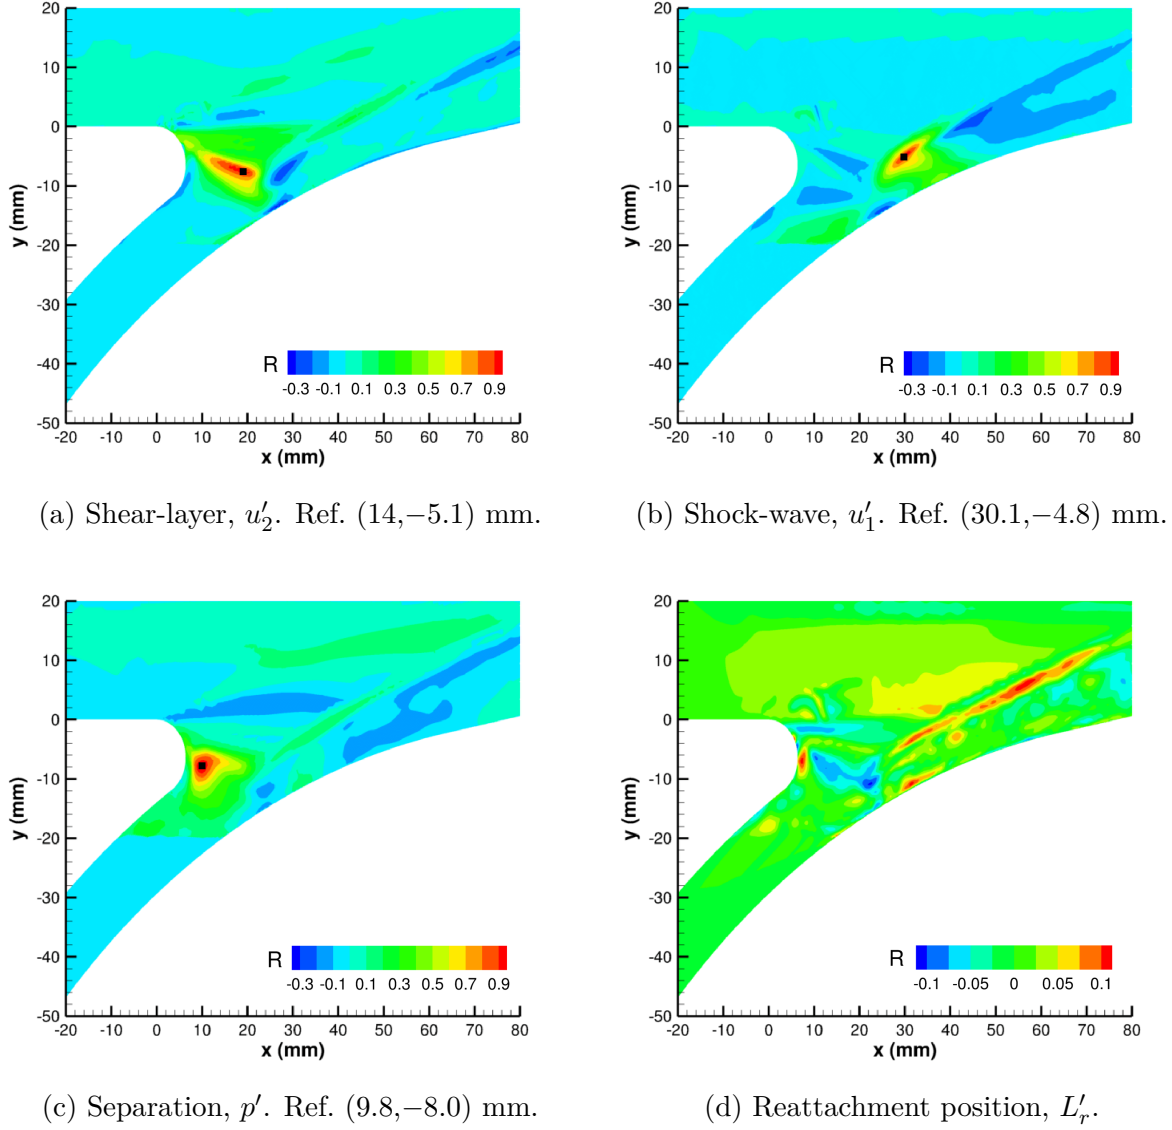 20
10
0
-10
-20
-30
-40
-50
y (mm)
R
-0.3 -0.1 0.1 0.3 0.5 0.7 0.9
-20 -10 0 10 20 30 40 50 60 70 80
x (mm)
(a) Shear-layer, u′₂. Ref. (14,−5.1) mm.
20
10
0
-10
-20
-30
-40
-50
y (mm)
R
-0.3 -0.1 0.1 0.3 0.5 0.7 0.9
-20 -10 0 10 20 30 40 50 60 70 80
x (mm)
(b) Shock-wave, u′₁. Ref. (30.1,−4.8) mm.
20
10
0
-10
-20
-30
-40
-50
y (mm)
R
-0.3 -0.1 0.1 0.3 0.5 0.7 0.9
-20 -10 0 10 20 30 40 50 60 70 80
x (mm)
(c) Separation, p′. Ref. (9.8,−8.0) mm.
20
10
0
-10
-20
-30
-40
-50
y (mm)
R
-0.1 -0.05 0 0.05 0.1
-20 -10 0 10 20 30 40 50 60 70 80
x (mm)
(d) Reattachment position, L′ᵣ.